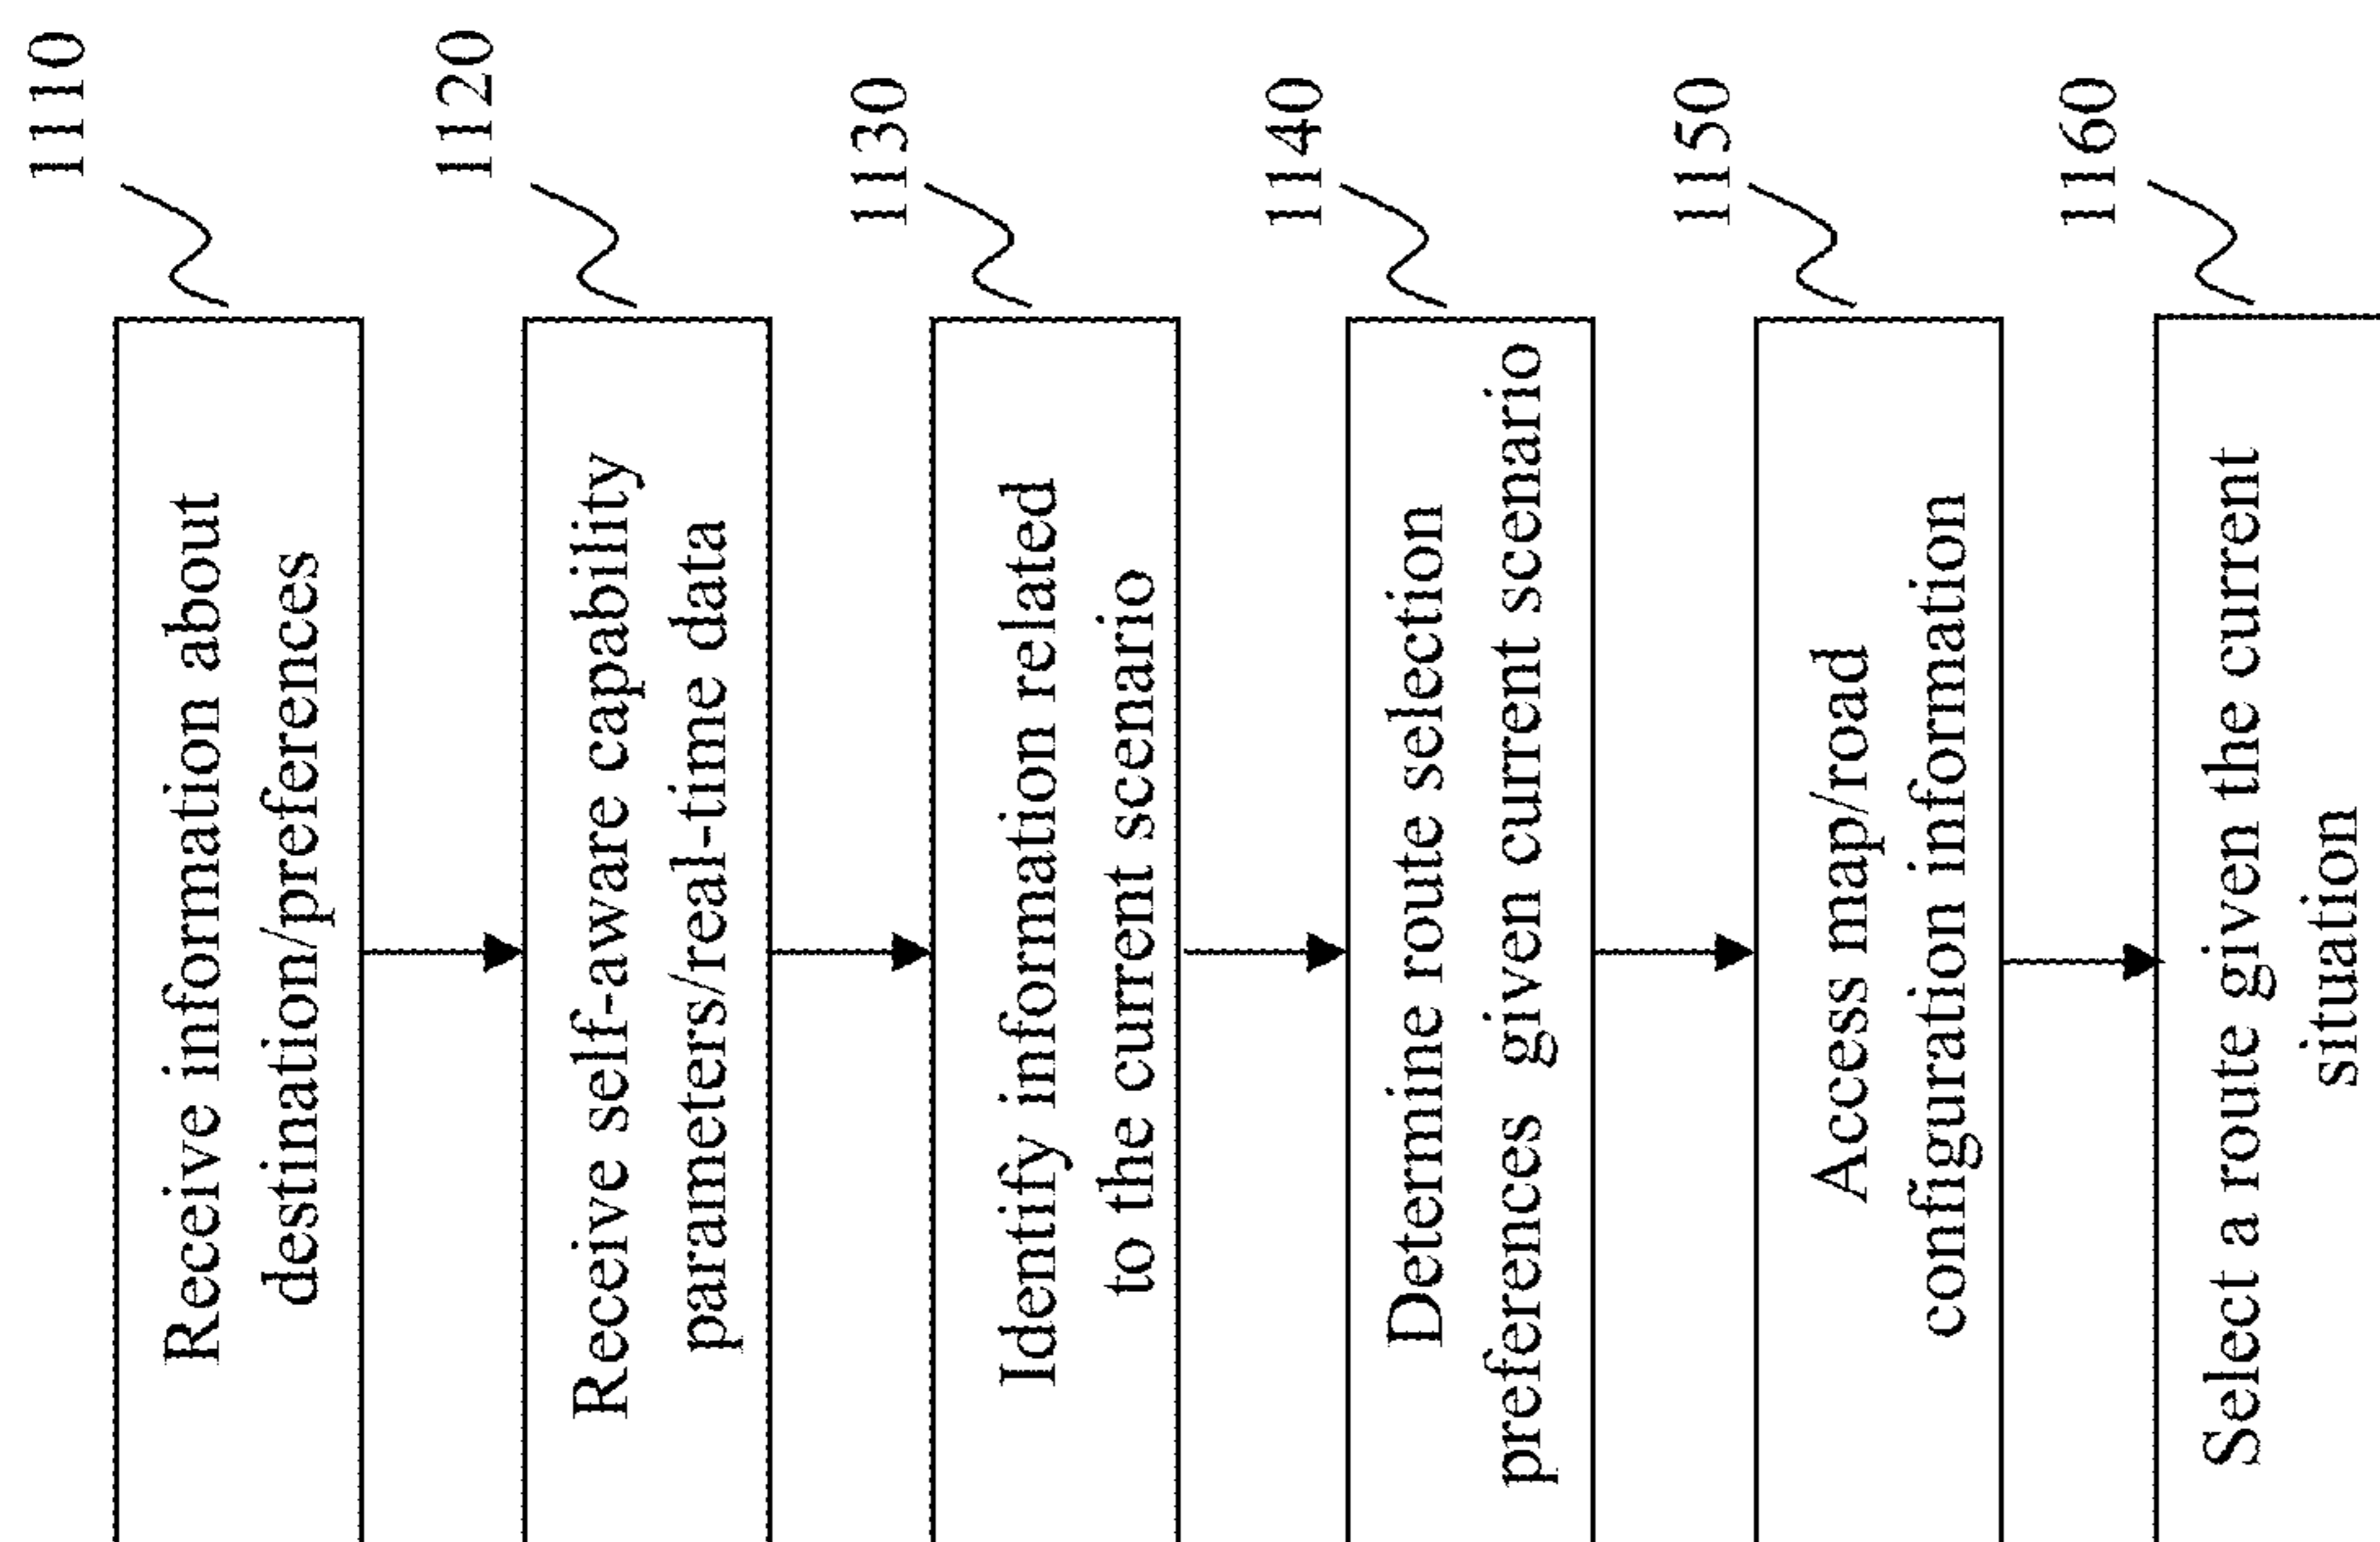 1110
Receive information about
destination/preferences
1120
Receive self-aware capability
parameters/real-time data
1130
Identify information related
to the current scenario
1140
Determine route selection
preferences given current scenario
1150
Access map/road
configuration information
1160
Select a route given the current
situation